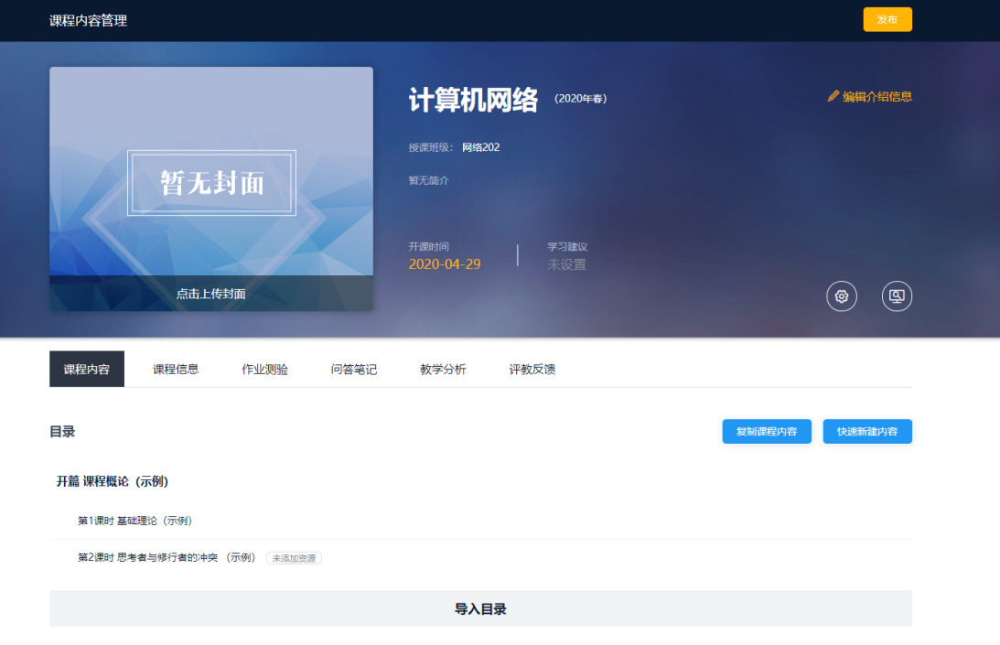 课程内容管理
发布
暂无封面
点击上传封面
计算机网络 (2020年春)
编辑介绍信息
授课班级： 网络202
暂无简介
开课时间
2020-04-29
学习建议
未设置
课程内容 课程信息 作业测验 问答笔记 教学分析 评教反馈
目录
复制课程内容 快速新建内容
开篇 课程概论（示例）
第1课时 基础理论（示例）
第2课时 思考者与修行者的冲突 （示例） 未添加资源
导入目录